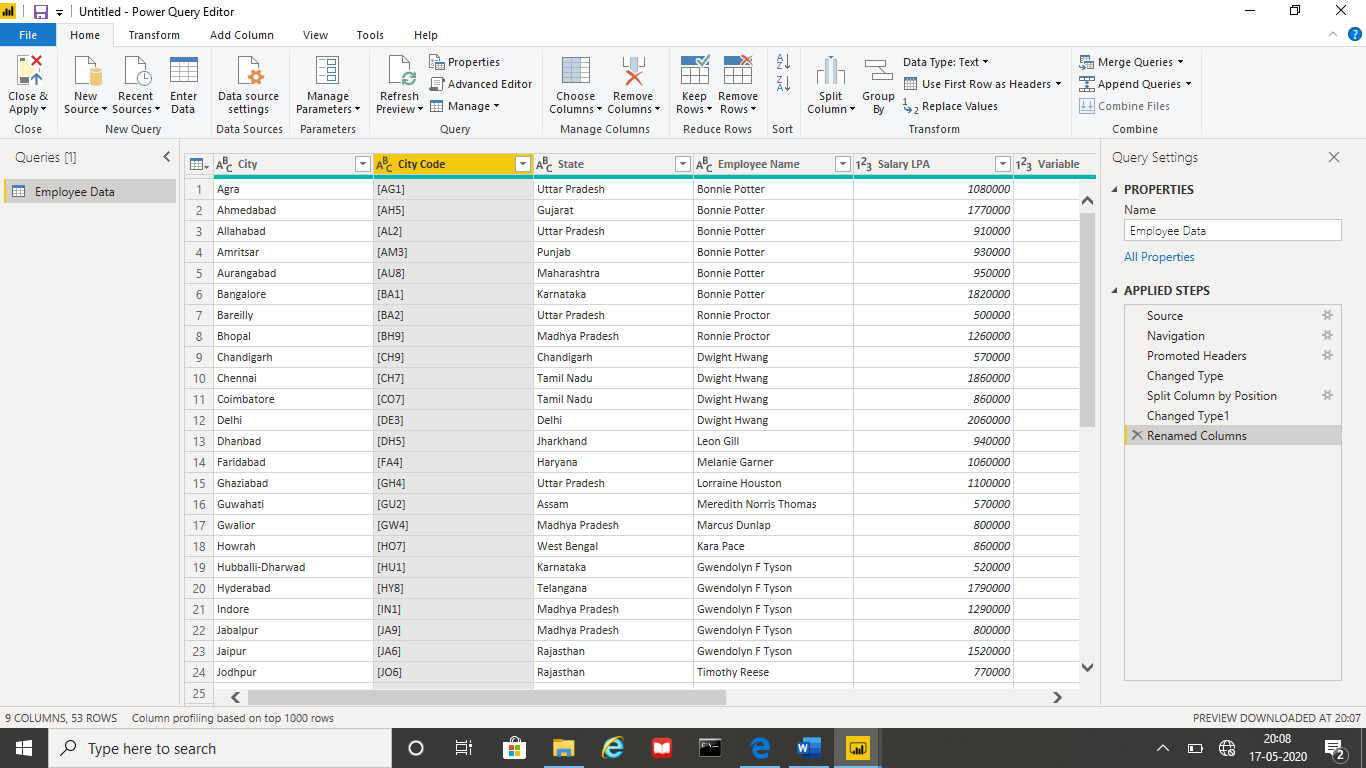 Untitled - Power Query Editor
File Home Transform Add Column View Tools Help
Close & Apply
New Source
Recent Sources
Enter Data
Data source settings
Manage Parameters
Refresh Preview
Properties
Advanced Editor
Manage
Choose Columns
Remove Columns
Keep Rows
Remove Rows
Split Column
Group By
Data Type: Text
Use First Row as Headers
Replace Values
Merge Queries
Append Queries
Combine Files
Close New Query Data Sources Parameters Query Manage Columns Reduce Rows Sort Transform Combine
Queries [1]
Employee Data
City City Code State Employee Name Salary LPA Variable
1 Agra [AG1] Uttar Pradesh Bonnie Potter 1080000
2 Ahmedabad [AH5] Gujarat Bonnie Potter 1770000
3 Allahabad [AL2] Uttar Pradesh Bonnie Potter 910000
4 Amritsar [AM3] Punjab Bonnie Potter 930000
5 Aurangabad [AU8] Maharashtra Bonnie Potter 950000
6 Bangalore [BA1] Karnataka Bonnie Potter 1820000
7 Bareilly [BA2] Uttar Pradesh Ronnie Proctor 500000
8 Bhopal [BH9] Madhya Pradesh Ronnie Proctor 1260000
9 Chandigarh [CH9] Chandigarh Dwight Hwang 570000
10 Chennai [CH7] Tamil Nadu Dwight Hwang 1860000
11 Coimbatore [CO7] Tamil Nadu Dwight Hwang 860000
12 Delhi [DE3] Delhi Dwight Hwang 2060000
13 Dhanbad [DH5] Jharkhand Leon Gill 940000
14 Faridabad [FA4] Haryana Melanie Garner 1060000
15 Ghaziabad [GH4] Uttar Pradesh Lorraine Houston 1100000
16 Guwahati [GU2] Assam Meredith Norris Thomas 570000
17 Gwalior [GW4] Madhya Pradesh Marcus Dunlap 800000
18 Howrah [HO7] West Bengal Kara Pace 860000
19 Hubballi-Dharwad [HU1] Karnataka Gwendolyn F Tyson 520000
20 Hyderabad [HY8] Telangana Gwendolyn F Tyson 1790000
21 Indore [IN1] Madhya Pradesh Gwendolyn F Tyson 1290000
22 Jabalpur [JA9] Madhya Pradesh Gwendolyn F Tyson 800000
23 Jaipur [JA6] Rajasthan Gwendolyn F Tyson 1520000
24 Jodhpur [JO6] Rajasthan Timothy Reese 770000
25
Query Settings
PROPERTIES
Name
Employee Data
All Properties
APPLIED STEPS
Source
Navigation
Promoted Headers
Changed Type
Split Column by Position
Changed Type1
Renamed Columns
9 COLUMNS, 53 ROWS Column profiling based on top 1000 rows PREVIEW DOWNLOADED AT 20:07
Type here to search
20:08
17-05-2020
2